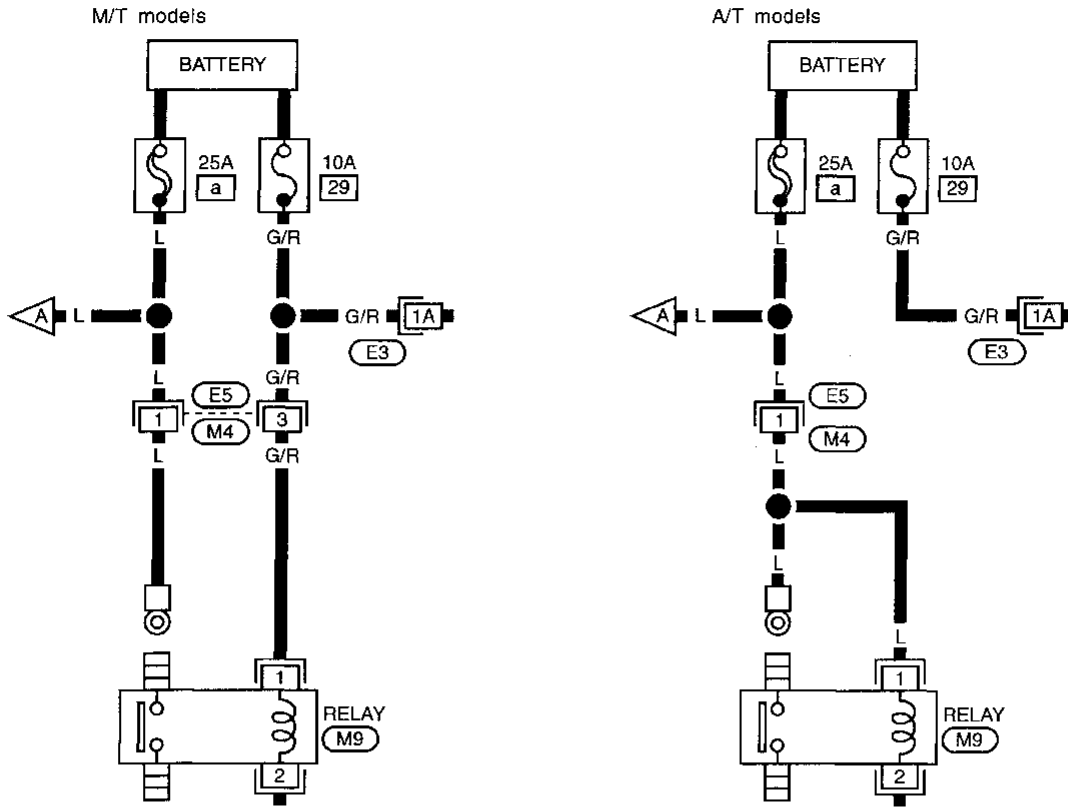 M/T models
BATTERY
25A
a
10A
29
L
G/R
A
L
G/R
1A
E3
L
G/R
E5
1
3
M4
L
G/R
1
RELAY
M9
2
A/T models
BATTERY
25A
a
10A
29
L
G/R
A
L
G/R
1A
E3
L
E5
1
M4
L
L
L
1
RELAY
M9
2